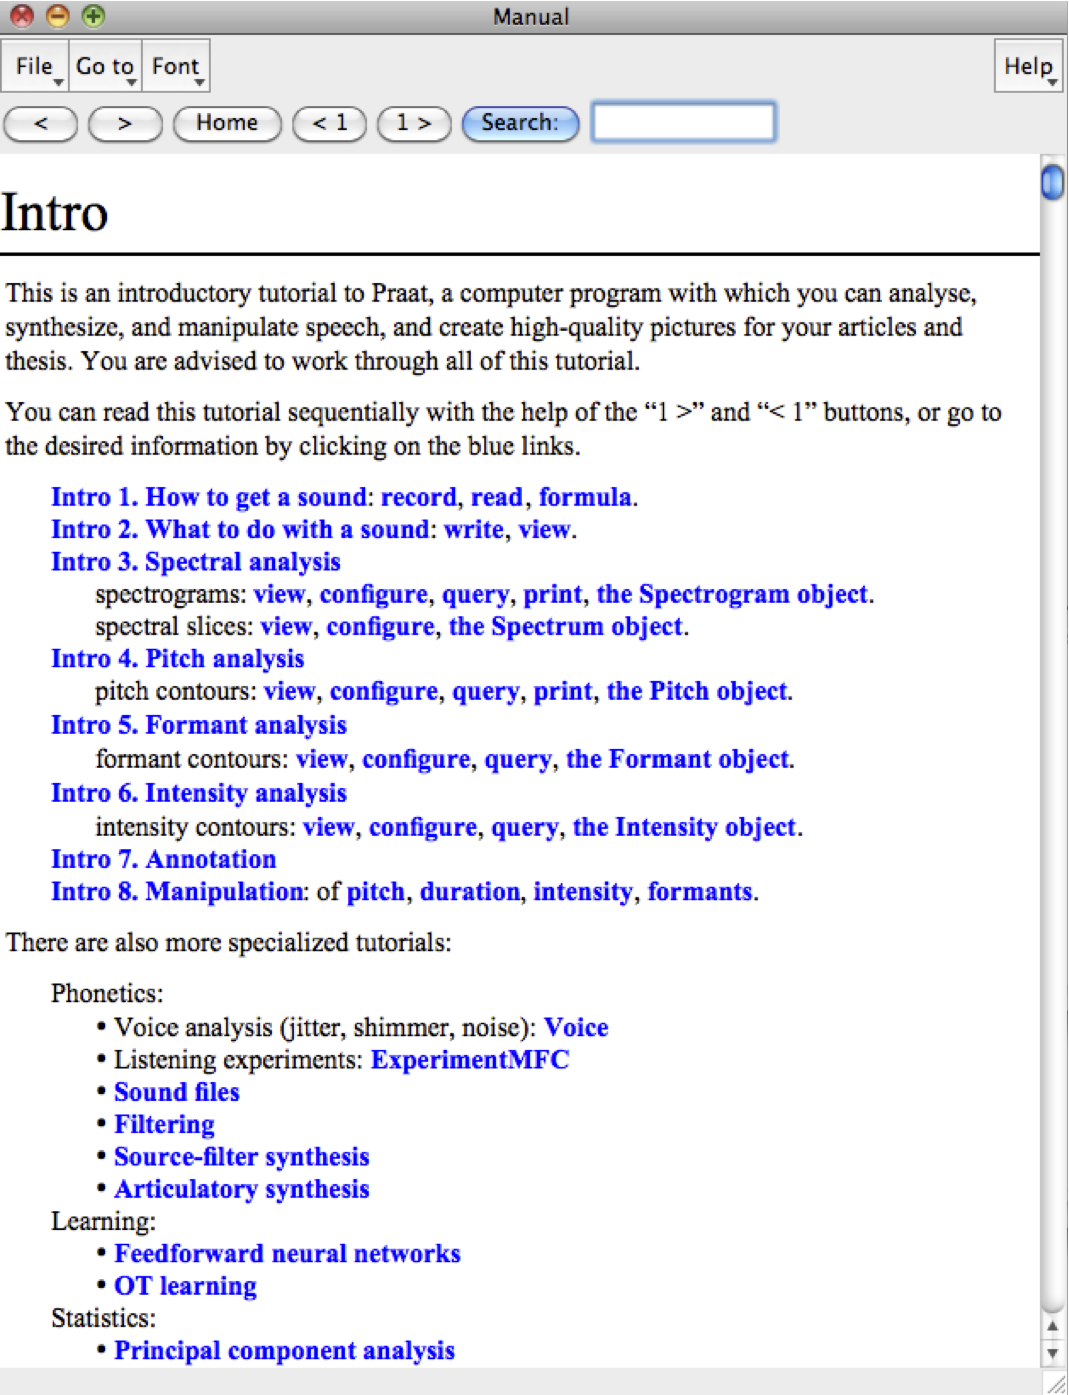 Manual
File Go to Font Help
< > Home < 1 1 > Search:
Intro
This is an introductory tutorial to Praat, a computer program with which you can analyse,
synthesize, and manipulate speech, and create high-quality pictures for your articles and
thesis. You are advised to work through all of this tutorial.
You can read this tutorial sequentially with the help of the “1 >” and “< 1” buttons, or go to
the desired information by clicking on the blue links.
Intro 1. How to get a sound: record, read, formula.
Intro 2. What to do with a sound: write, view.
Intro 3. Spectral analysis
spectrograms: view, configure, query, print, the Spectrogram object.
spectral slices: view, configure, the Spectrum object.
Intro 4. Pitch analysis
pitch contours: view, configure, query, print, the Pitch object.
Intro 5. Formant analysis
formant contours: view, configure, query, the Formant object.
Intro 6. Intensity analysis
intensity contours: view, configure, query, the Intensity object.
Intro 7. Annotation
Intro 8. Manipulation: of pitch, duration, intensity, formants.
There are also more specialized tutorials:
Phonetics:
• Voice analysis (jitter, shimmer, noise): Voice
• Listening experiments: ExperimentMFC
• Sound files
• Filtering
• Source-filter synthesis
• Articulatory synthesis
Learning:
• Feedforward neural networks
• OT learning
Statistics:
• Principal component analysis